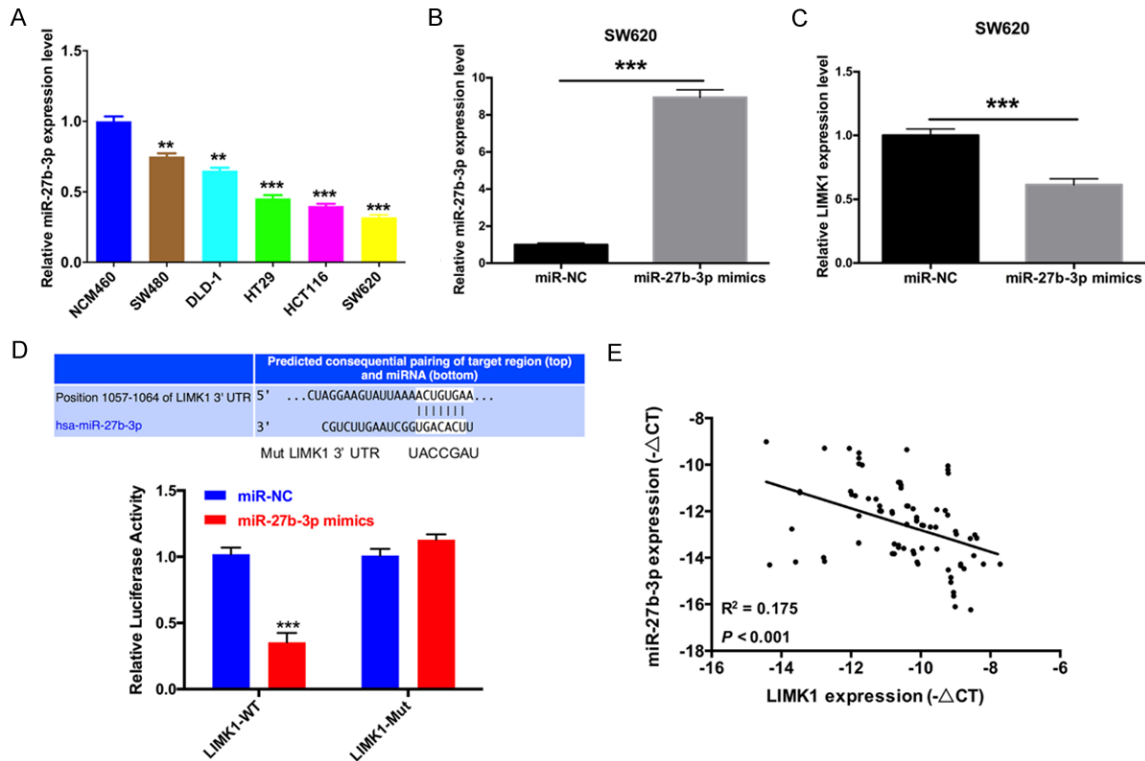 A
Relative miR-27b-3p expression level
1.5
1.0
0.5
0.0
**
**
***
***
***
NCM460
SW480
DLD-1
HT29
HCT116
SW620
B
SW620
Relative miR-27b-3p expression level
10
8
6
4
2
0
***
miR-NC
miR-27b-3p mimics
C
SW620
Relative LIMK1 expression level
1.5
1.0
0.5
0.0
***
miR-NC
miR-27b-3p mimics
D
Predicted consequential pairing of target region (top)
and miRNA (bottom)
Position 1057-1064 of LIMK1 3' UTR 5' ...CUAGGAAGUAUUAAAACUGUGAA...
hsa-miR-27b-3p 3' CGUCUUGAAUCGGUGACACUU
Mut LIMK1 3' UTR UACCGAU
Relative Luciferase Activity
1.5
1.0
0.5
0.0
miR-NC
miR-27b-3p mimics
***
LIMK1-WT
LIMK1-Mut
E
miR-27b-3p expression (-△CT)
-8
-10
-12
-14
-16
-18
R² = 0.175
P < 0.001
-16
-14
-12
-10
-8
-6
LIMK1 expression (-△CT)